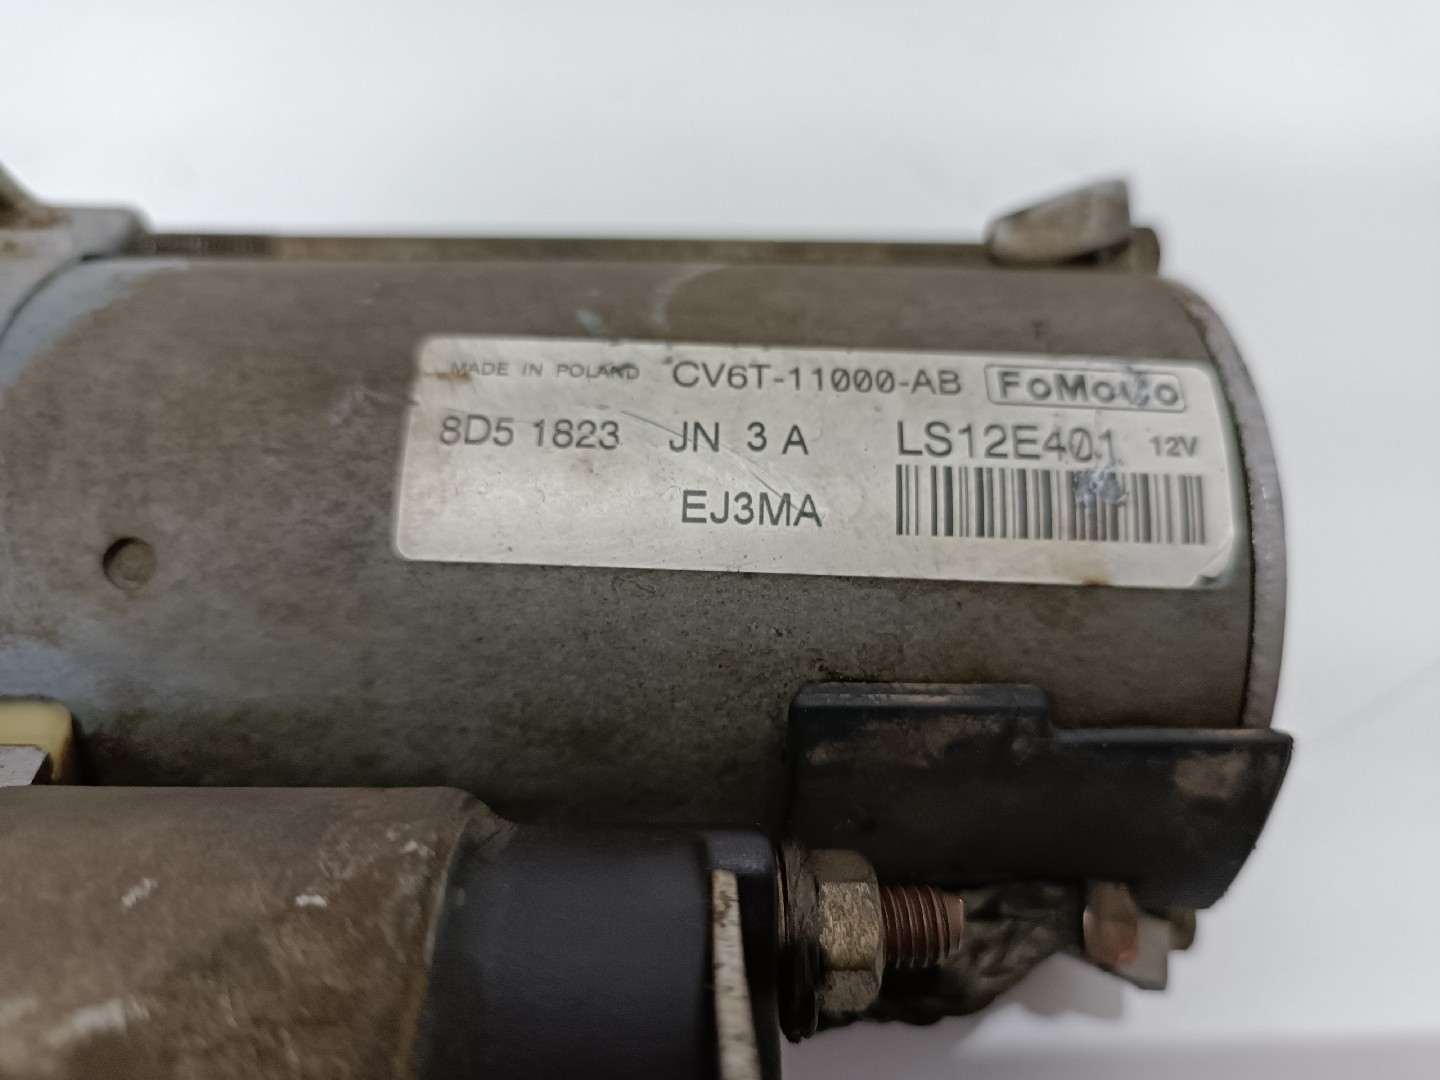 MADE IN POLAND CV6T-11000-AB FoMoCo
8D5 1823 JN 3 A LS12E401 12V
EJ3MA